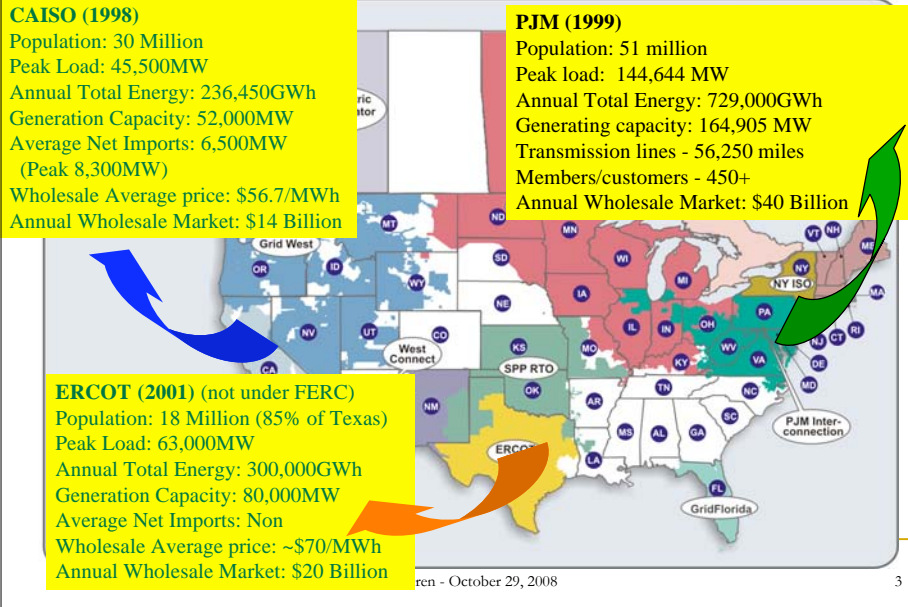 CAISO (1998)
Population: 30 Million
Peak Load: 45,500MW
Annual Total Energy: 236,450GWh
Generation Capacity: 52,000MW
Average Net Imports: 6,500MW
(Peak 8,300MW)
Wholesale Average price: $56.7/MWh
Annual Wholesale Market: $14 Billion
PJM (1999)
Population: 51 million
Peak load: 144,644 MW
Annual Total Energy: 729,000GWh
Generating capacity: 164,905 MW
Transmission lines - 56,250 miles
Members/customers - 450+
Annual Wholesale Market: $40 Billion
ric
tor
Grid West
MT
ND
MN
VT
NH
ME
OR
ID
WY
SD
WI
MI
NY
NY ISO
MA
NE
IA
PA
CT
RI
NV
UT
CO
IL
IN
OH
WV
VA
NJ
DE
MD
CA
West
Connect
KS
MO
KY
SPP RTO
NM
OK
AR
TN
NC
SC
PJM Inter-
connection
ERCOT
LA
MS
AL
GA
FL
GridFlorida
ERCOT (2001) (not under FERC)
Population: 18 Million (85% of Texas)
Peak Load: 63,000MW
Annual Total Energy: 300,000GWh
Generation Capacity: 80,000MW
Average Net Imports: Non
Wholesale Average price: ~$70/MWh
Annual Wholesale Market: $20 Billion
ren - October 29, 2008
3